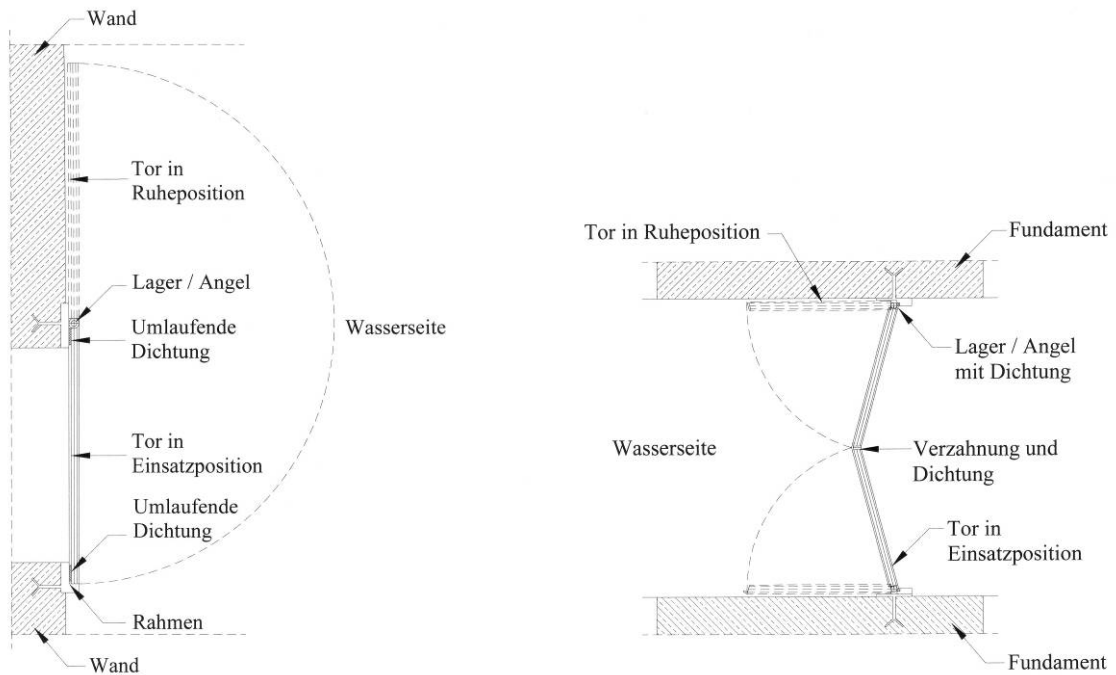 Wand
Tor in
Ruheposition
Lager / Angel
Umlaufende
Dichtung
Wasserseite
Tor in
Einsatzposition
Umlaufende
Dichtung
Rahmen
Wand
Tor in Ruheposition
Fundament
Lager / Angel
mit Dichtung
Wasserseite
Verzahnung und
Dichtung
Tor in
Einsatzposition
Fundament